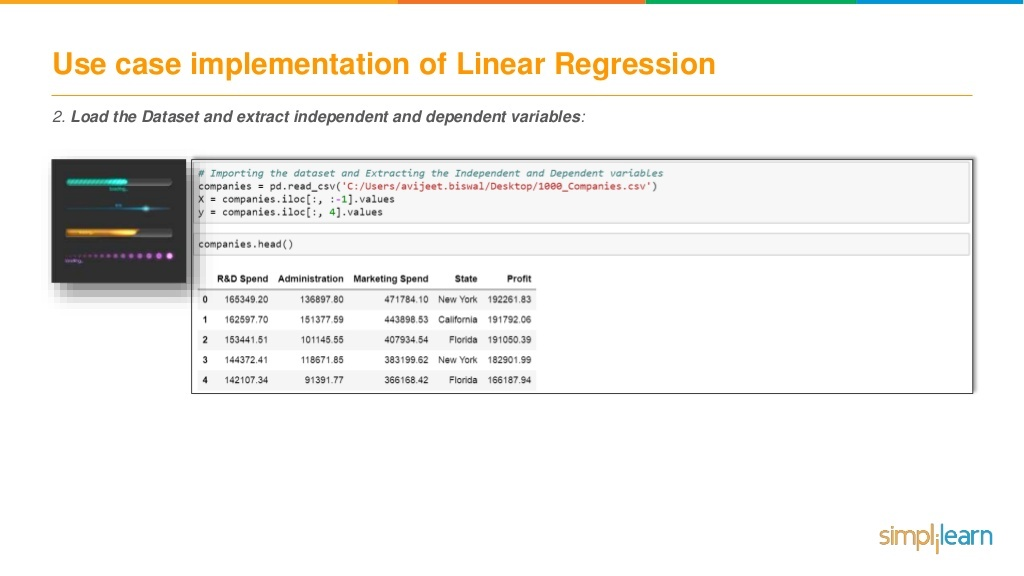 Use case implementation of Linear Regression
2. Load the Dataset and extract independent and dependent variables:
# Importing the dataset and Extracting the Independent and Dependent variables
companies = pd.read_csv('C:/Users/avijeet.biswal/Desktop/1000_Companies.csv')
X = companies.iloc[:, :-1].values
y = companies.iloc[:, 4].values
companies.head()
R&D Spend Administration Marketing Spend State Profit
0 165349.20 136897.80 471784.10 New York 192261.83
1 162597.70 151377.59 443898.53 California 191792.06
2 153441.51 101145.55 407934.54 Florida 191050.39
3 144372.41 118671.85 383199.62 New York 182901.99
4 142107.34 91391.77 366168.42 Florida 166187.94
simplilearn